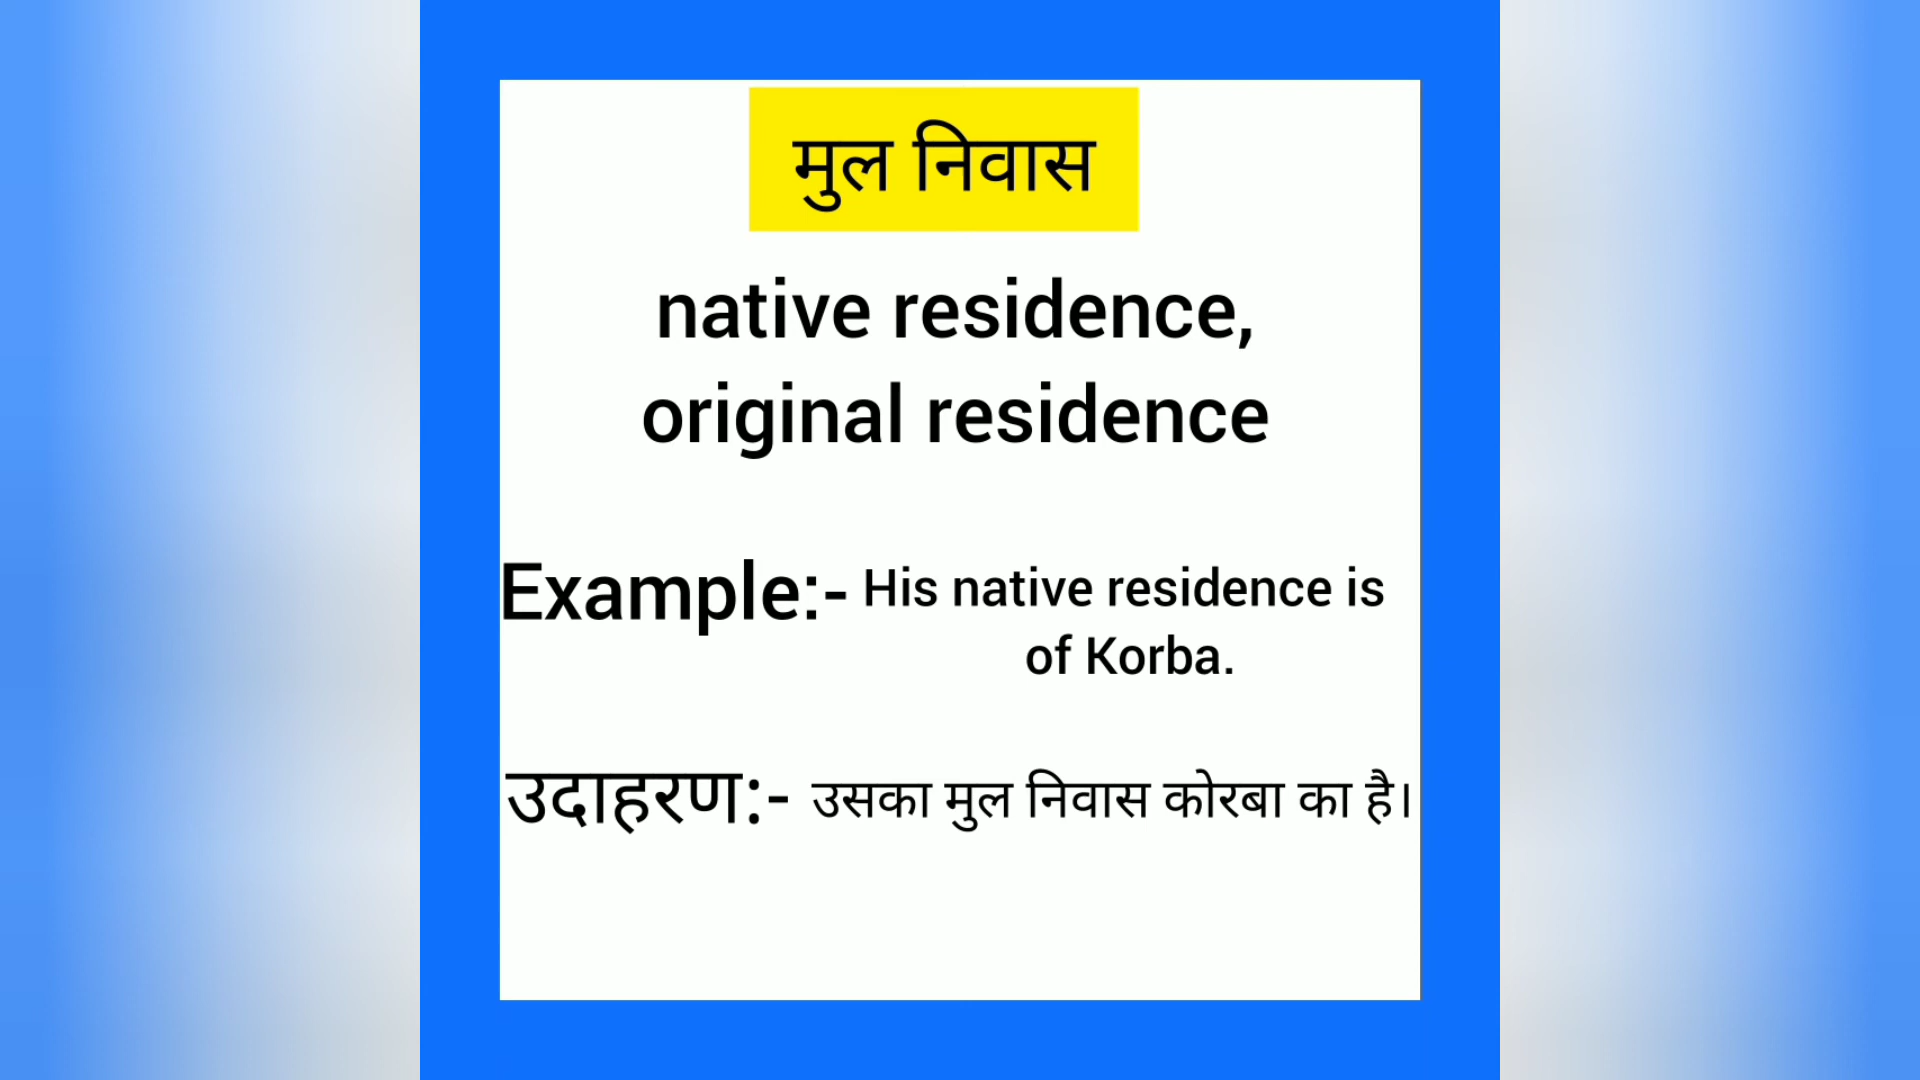 मुल निवास
native residence,
original residence
Example:- His native residence is
of Korba.
उदाहरण:- उसका मुल निवास कोरबा का है।